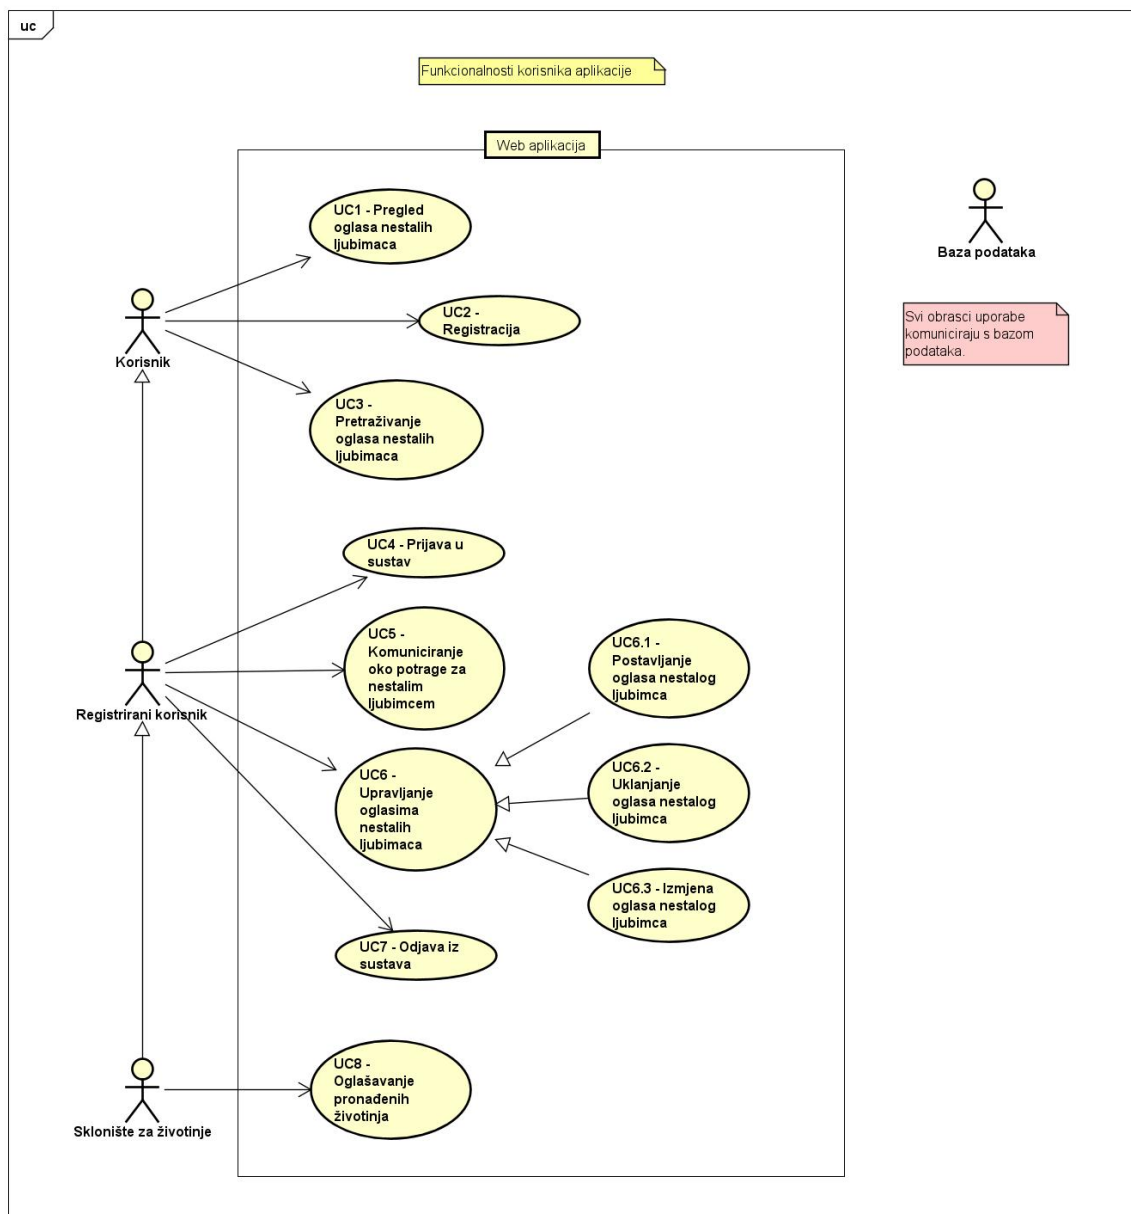 uc
Funkcionalnosti korisnika aplikacije
Web aplikacija
UC1 - Pregled
oglasa nestalih
ljubimaca
Baza podataka
UC2 -
Registracija
Svi obrasci uporabe
komuniciraju s bazom
podataka.
Korisnik
UC3 -
Pretraživanje
oglasa nestalih
ljubimaca
UC4 - Prijava u
sustav
UC5 -
Komuniciranje
oko potrage za
nestalim
ljubimcem
UC6.1 -
Postavljanje
oglasa nestalog
ljubimca
Registrirani korisnik
UC6 -
Upravljanje
oglasima
nestalih
ljubimaca
UC6.2 -
Uklanjanje
oglasa nestalog
ljubimca
UC6.3 - Izmjena
oglasa nestalog
ljubimca
UC7 - Odjava iz
sustava
UC8 -
Oglašavanje
pronađenih
životinja
Sklonište za životinje